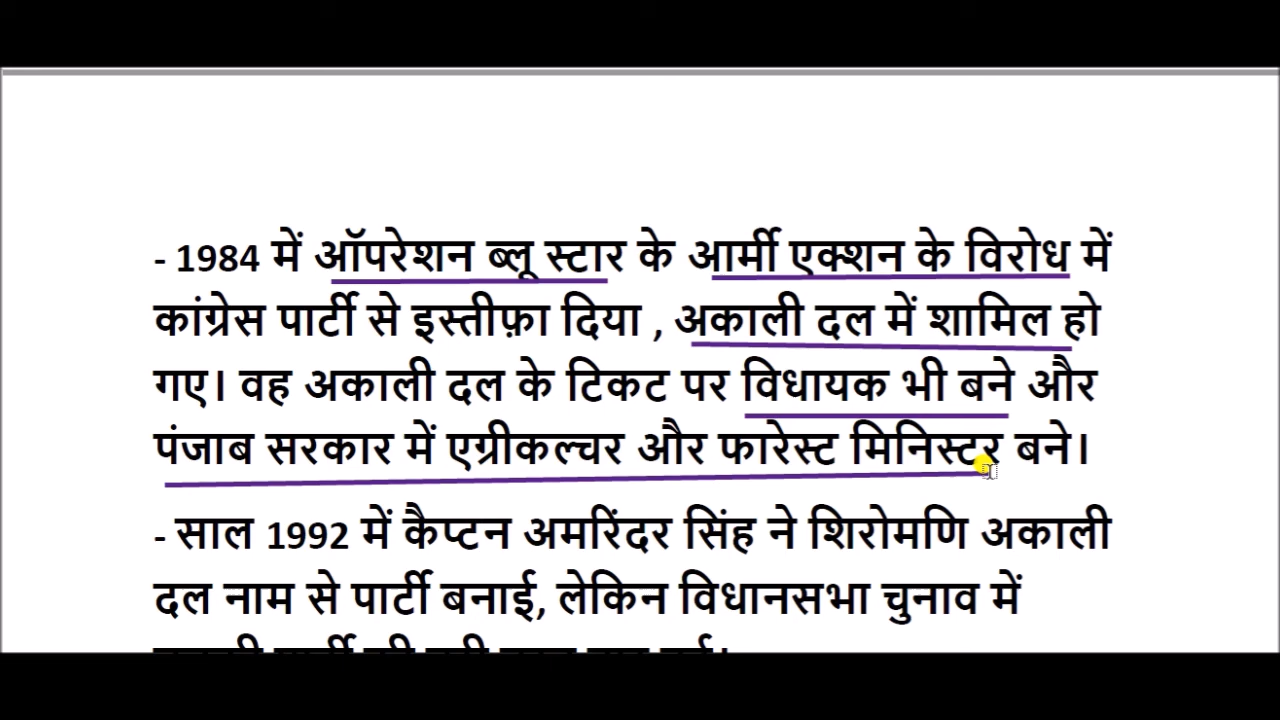 - 1984 में ऑपरेशन ब्लू स्टार के आर्मी एक्शन के विरोध में
कांग्रेस पार्टी से इस्तीफ़ा दिया , अकाली दल में शामिल हो
गए। वह अकाली दल के टिकट पर विधायक भी बने और
पंजाब सरकार में एग्रीकल्चर और फारेस्ट मिनिस्टर बने।
- साल 1992 में कैप्टन अमरिंदर सिंह ने शिरोमणि अकाली
दल नाम से पार्टी बनाई, लेकिन विधानसभा चुनाव में